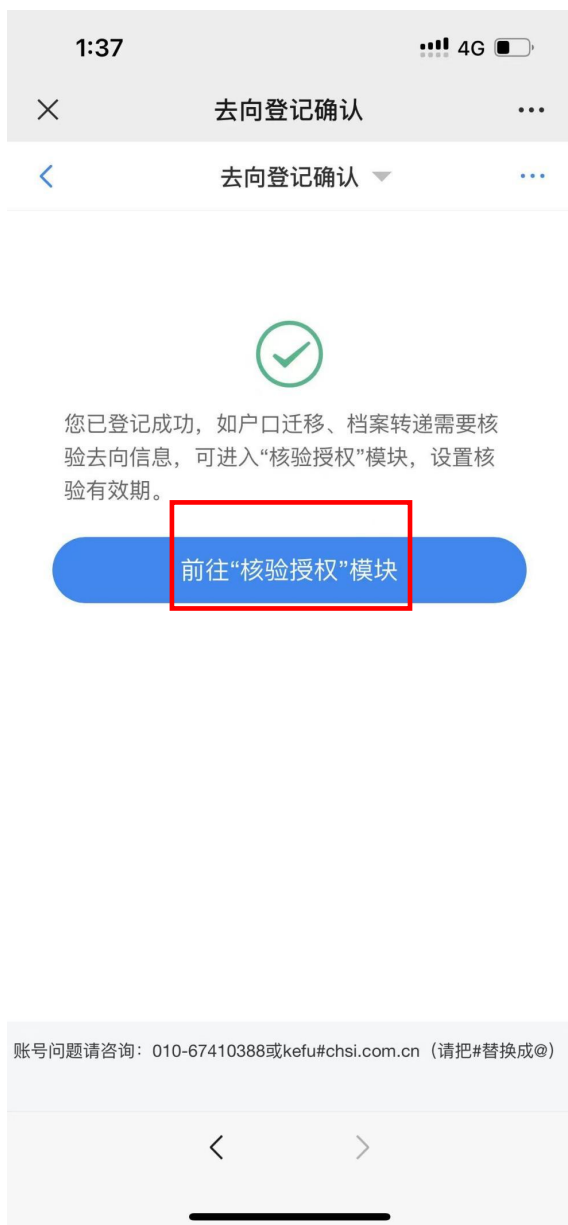 1:37
4G
去向登记确认
去向登记确认
您已登记成功，如户口迁移、档案转递需要核
验去向信息，可进入“核验授权”模块，设置核
验有效期。
前往“核验授权”模块
账号问题请咨询：010-67410388或kefu#chsi.com.cn（请把#替换成@）